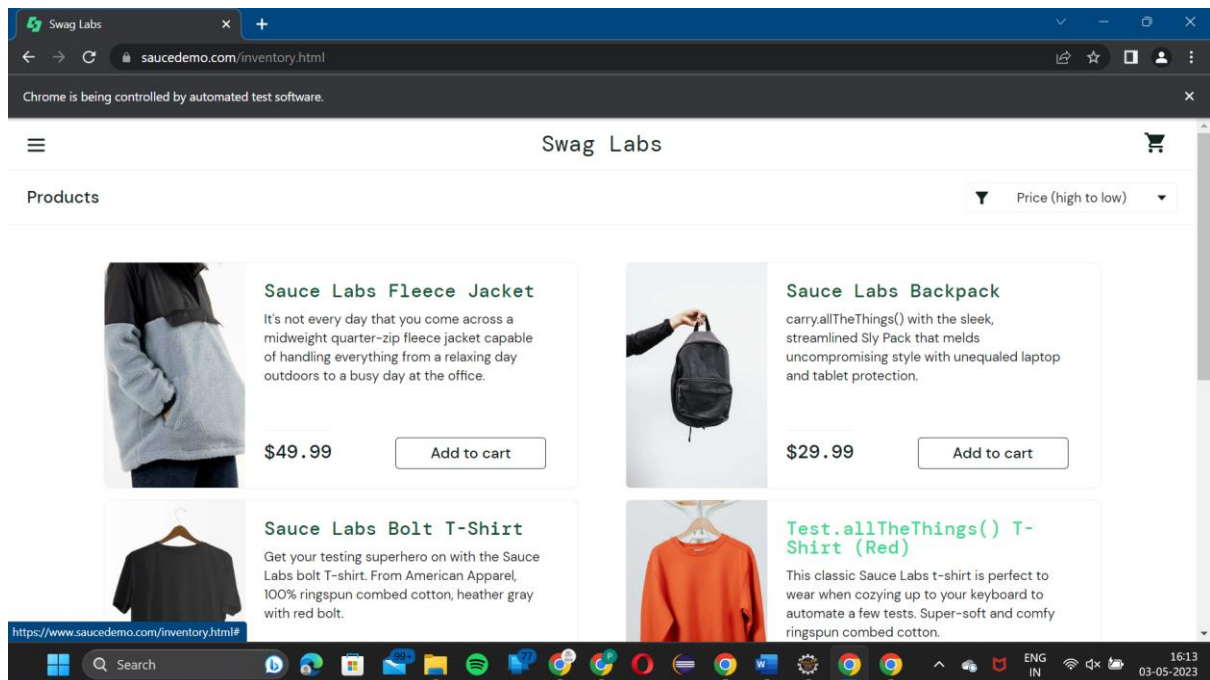 Swag Labs
saucedemo.com/inventory.html
Chrome is being controlled by automated test software.
Swag Labs
Products
Price (high to low)
Sauce Labs Fleece Jacket
It's not every day that you come across a
midweight quarter-zip fleece jacket capable
of handling everything from a relaxing day
outdoors to a busy day at the office.
$49.99
Add to cart
Sauce Labs Backpack
carry.allTheThings() with the sleek,
streamlined Sly Pack that melds
uncompromising style with unequaled laptop
and tablet protection.
$29.99
Add to cart
Sauce Labs Bolt T-Shirt
Get your testing superhero on with the Sauce
Labs bolt T-shirt. From American Apparel,
100% ringspun combed cotton, heather gray
with red bolt.
Test.allTheThings() T-
Shirt (Red)
This classic Sauce Labs t-shirt is perfect to
wear when cozying up to your keyboard to
automate a few tests. Super-soft and comfy
ringspun combed cotton.
https://www.saucedemo.com/inventory.html#
Search
99+
77
ENG
IN
16:13
03-05-2023